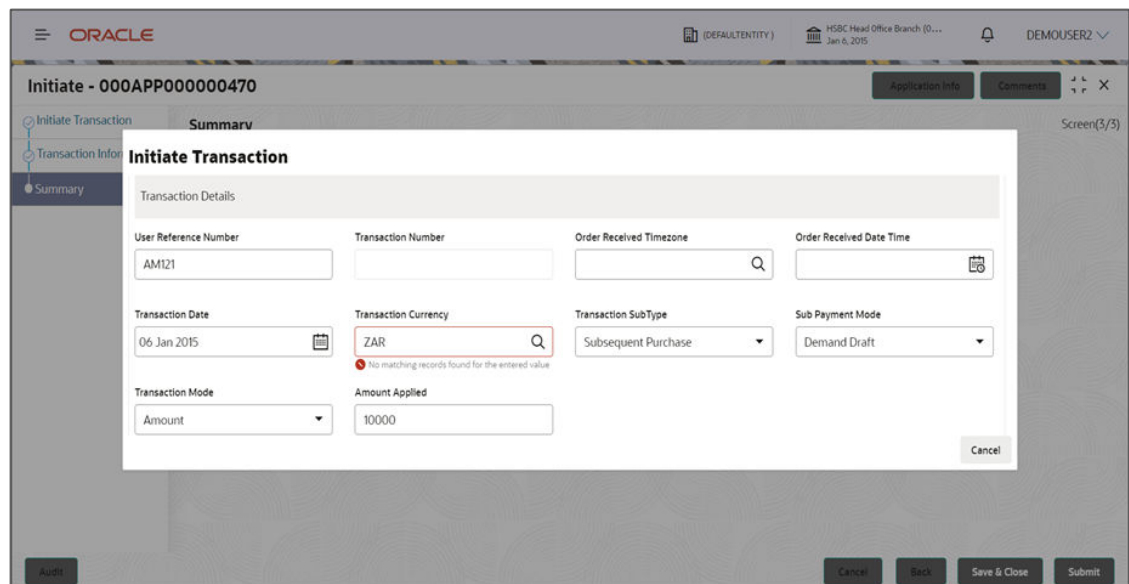 ORACLE
(DEFAULTENTITY )
HSBC Head Office Branch (0...
Jan 6, 2015
DEMOUSER2
Initiate - 000APP000000470
Application Info
Comments
Initiate Transaction
Summary
Screen(3/3)
Transaction Infor
Summary
Initiate Transaction
Transaction Details
User Reference Number
Transaction Number
Order Received Timezone
Order Received Date Time
AM121
Transaction Date
Transaction Currency
Transaction SubType
Sub Payment Mode
06 Jan 2015
ZAR
Subsequent Purchase
Demand Draft
No matching records found for the entered value
Transaction Mode
Amount Applied
Amount
10000
Cancel
Audit
Cancel
Back
Save & Close
Submit